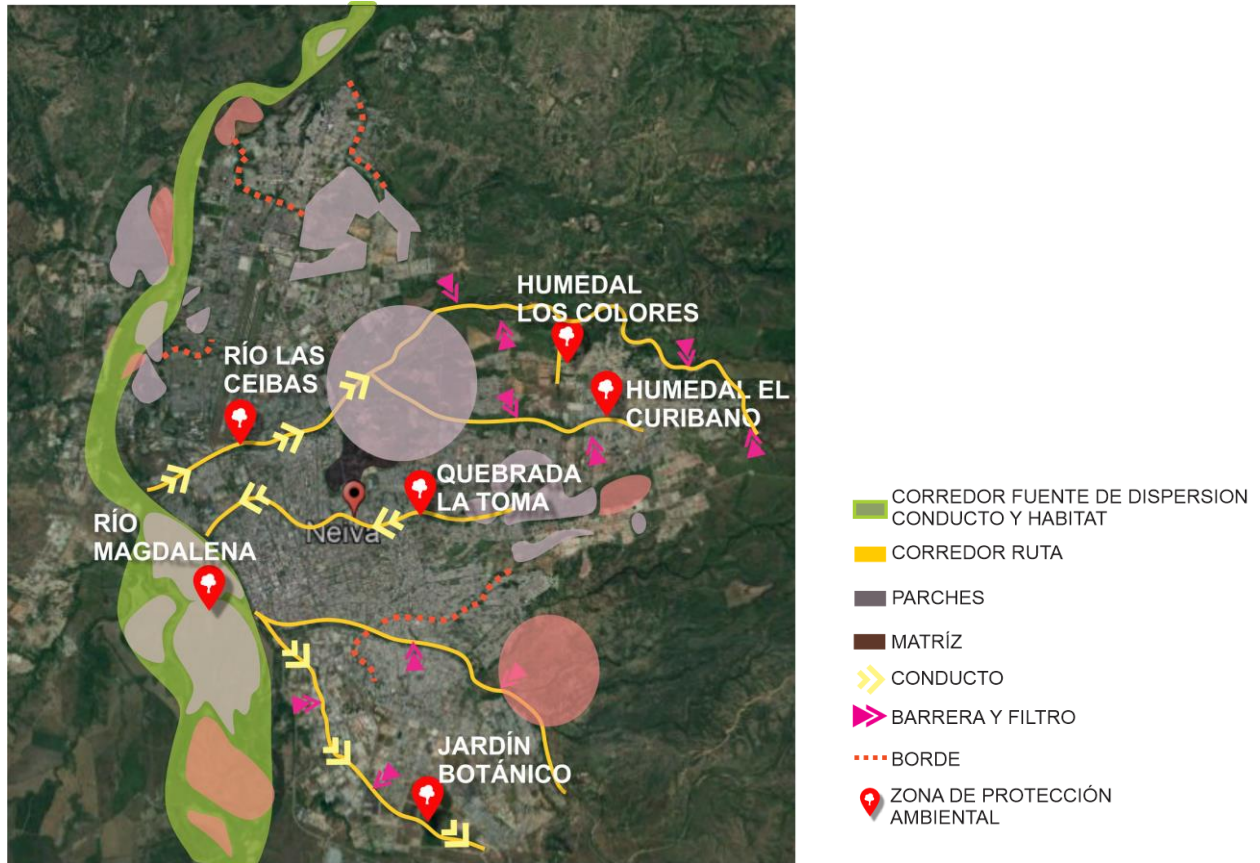 HUMEDAL
LOS COLORES
RÍO LAS
CEIBAS
HUMEDAL EL
CURIBANO
QUEBRADA
LA TOMA
Neiva
RÍO
MAGDALENA
JARDÍN
BOTÁNICO
CORREDOR FUENTE DE DISPERSION
CONDUCTO Y HABITAT
CORREDOR RUTA
PARCHES
MATRÍZ
CONDUCTO
BARRERA Y FILTRO
BORDE
ZONA DE PROTECCIÓN
AMBIENTAL